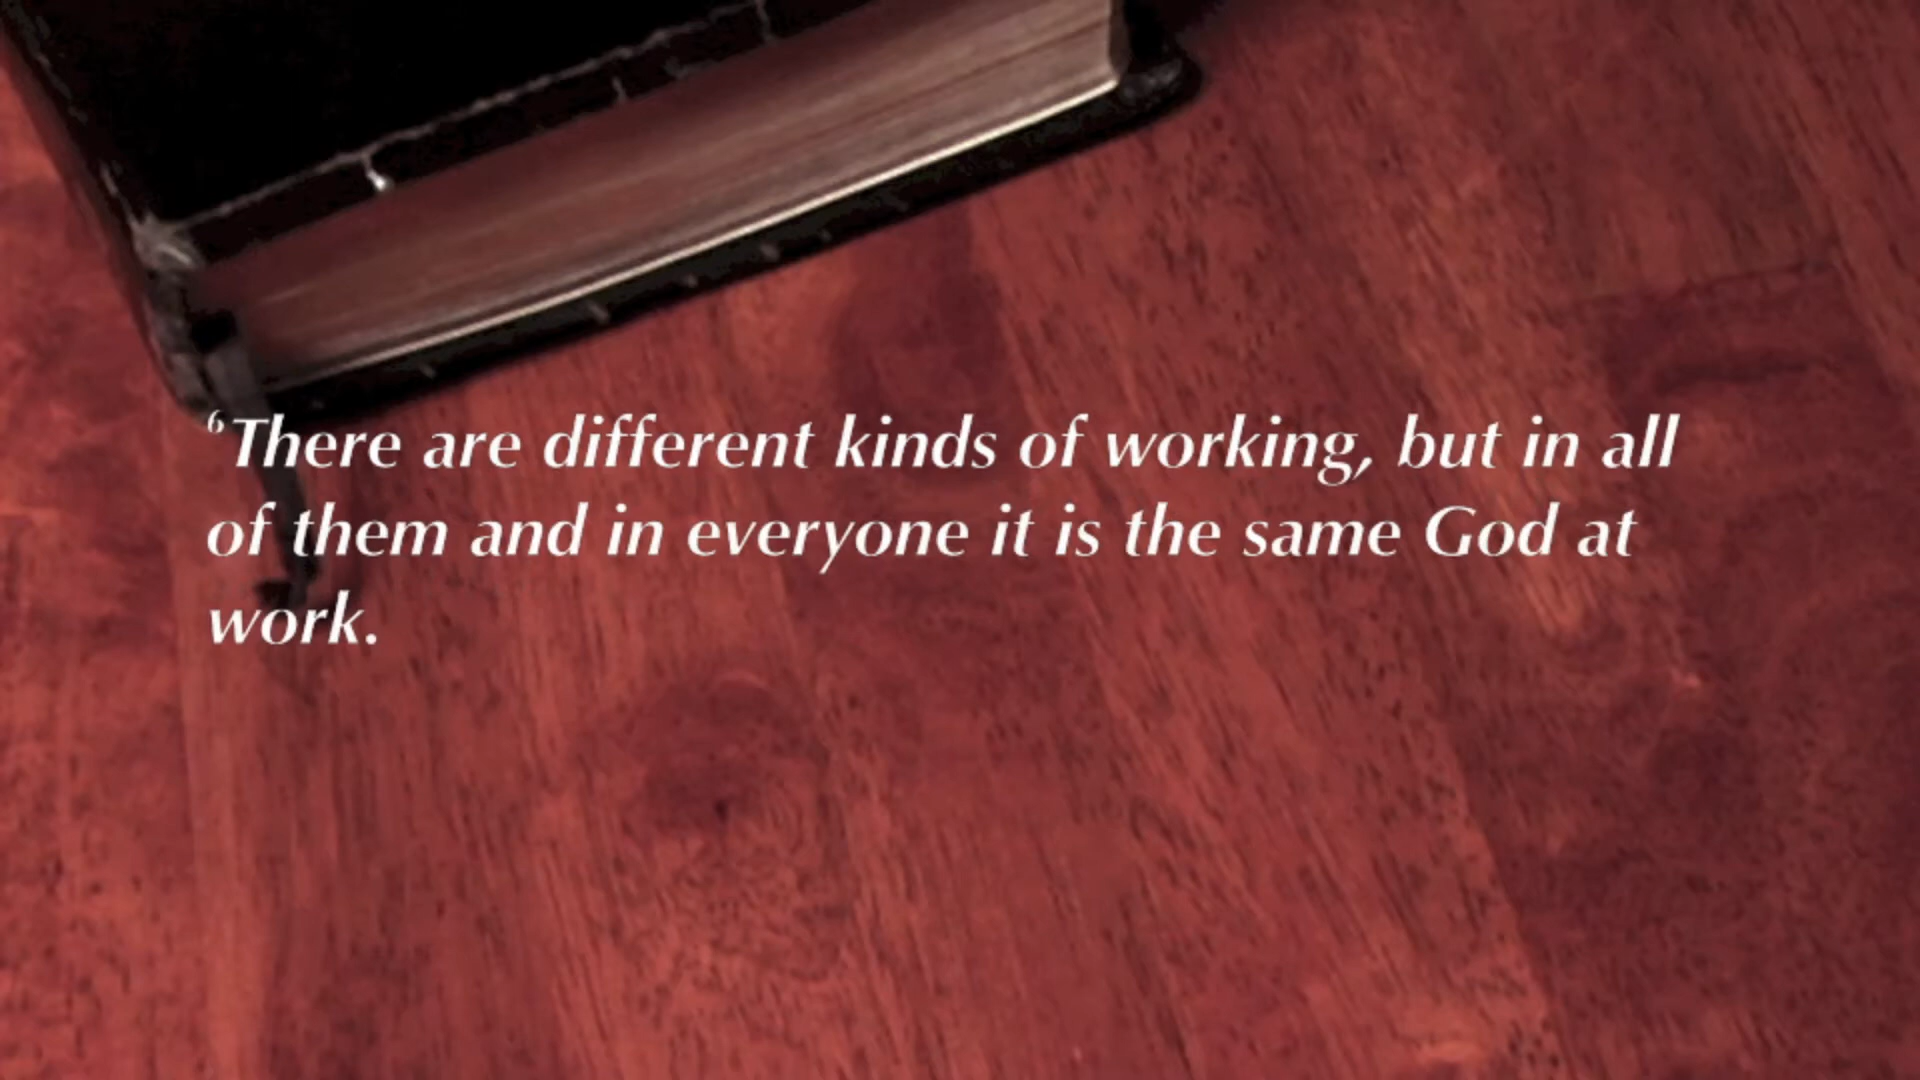 ⁶There are different kinds of working, but in all
of them and in everyone it is the same God at
work.